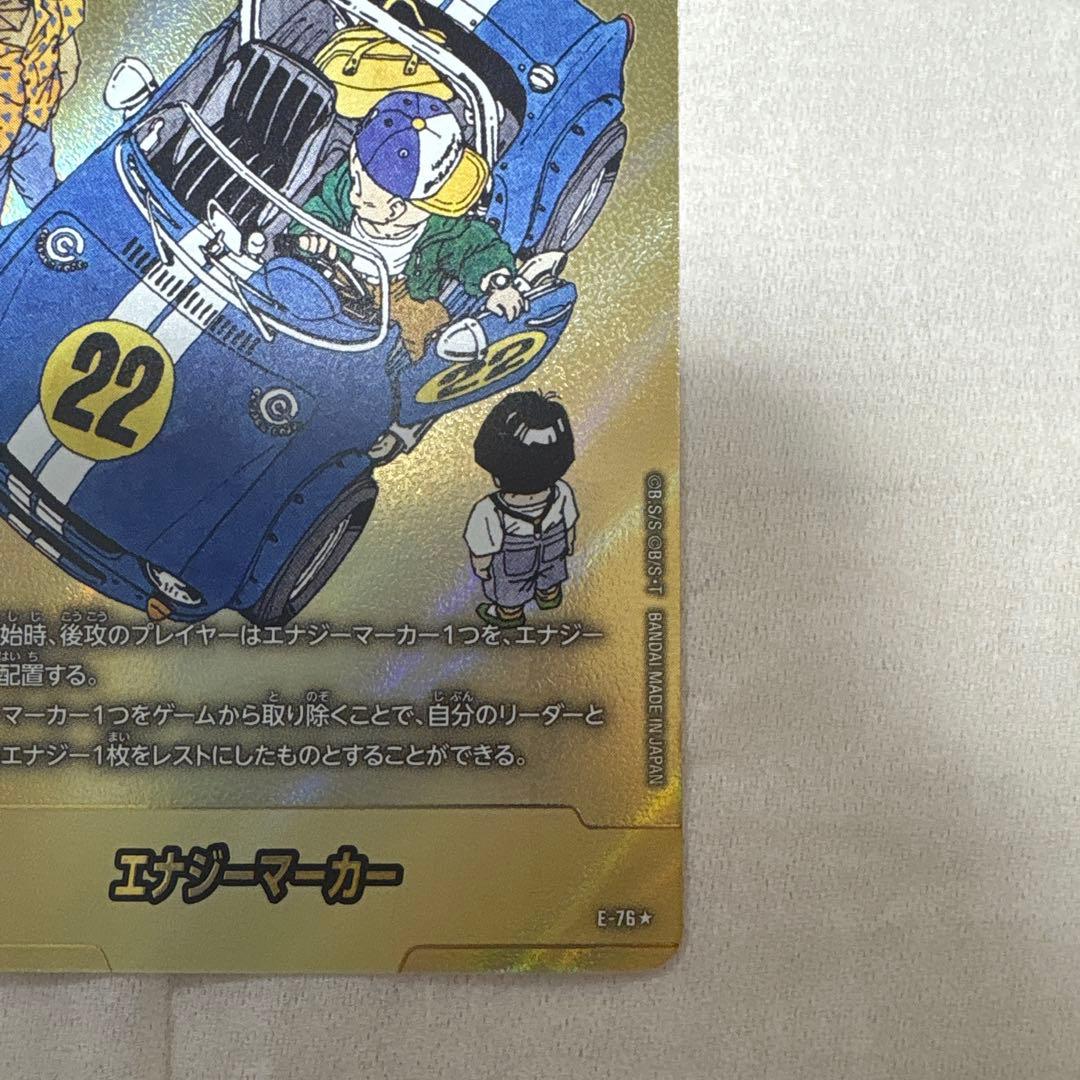 22
22
始時、後攻のプレイヤーはエナジーマーカー1つを、エナジー
配置する。
マーカー1つをゲームから取り除くことで、自分のリーダーと
エナジー1枚をレストにしたものとすることができる。
©B.S/S ©B/S・T BANDAI MADE IN JAPAN
エナジーマーカー
E-76★